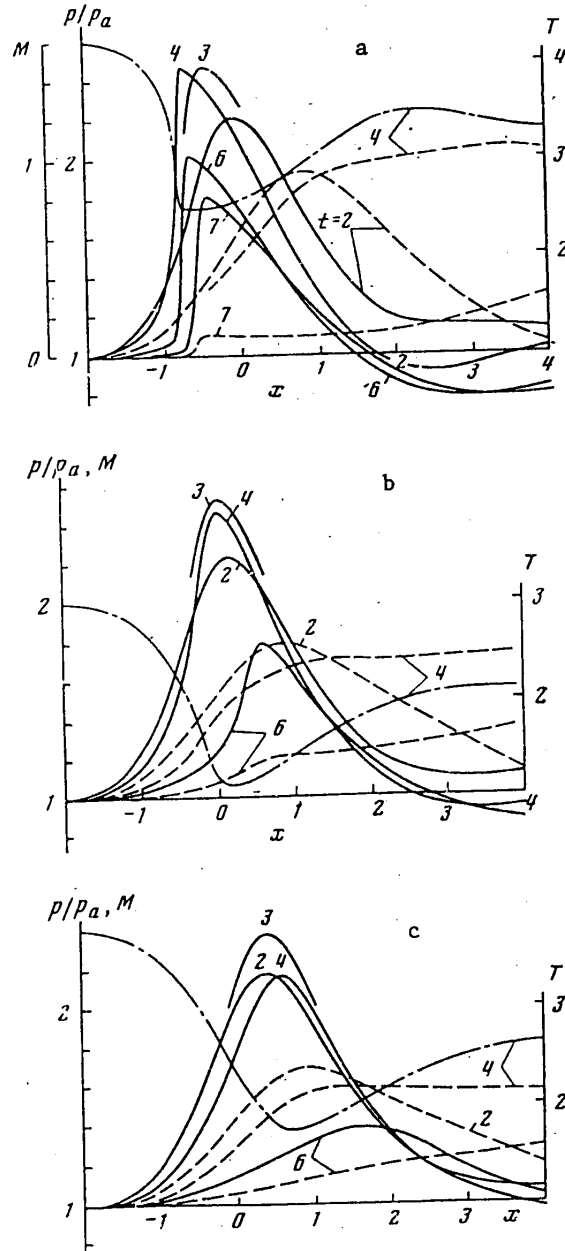 p/pₐ a T
M 4 3 4
1 2 6 4 3
7 t=2 2
7
0 1 6
-1 0 1 2 3 4
x
p/pₐ, M b
3 4 T
2 2 2 3
4 2
6
1
-1 0 1 2 3 4
x
p/pₐ, M c
3 T
2 2 4 3
4
2 2
6
1
-1 0 1 2 3 x